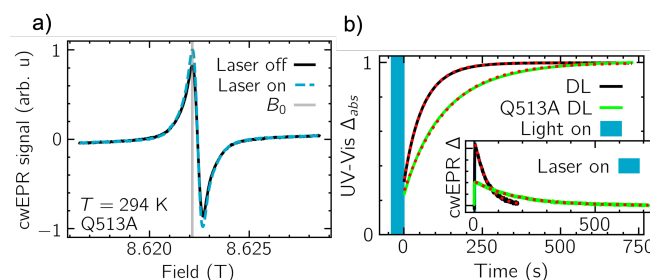 a)
cwEPR signal (arb. u)
1
0
−1
Laser off
Laser on
B0
T = 294 K
Q513A
8.620
8.625
Field (T)
b)
UV-Vis Δabs
1
0
DL
Q513A DL
Light on
cwEPR Δ
Laser on
0
500
0
250
500
750
Time (s)